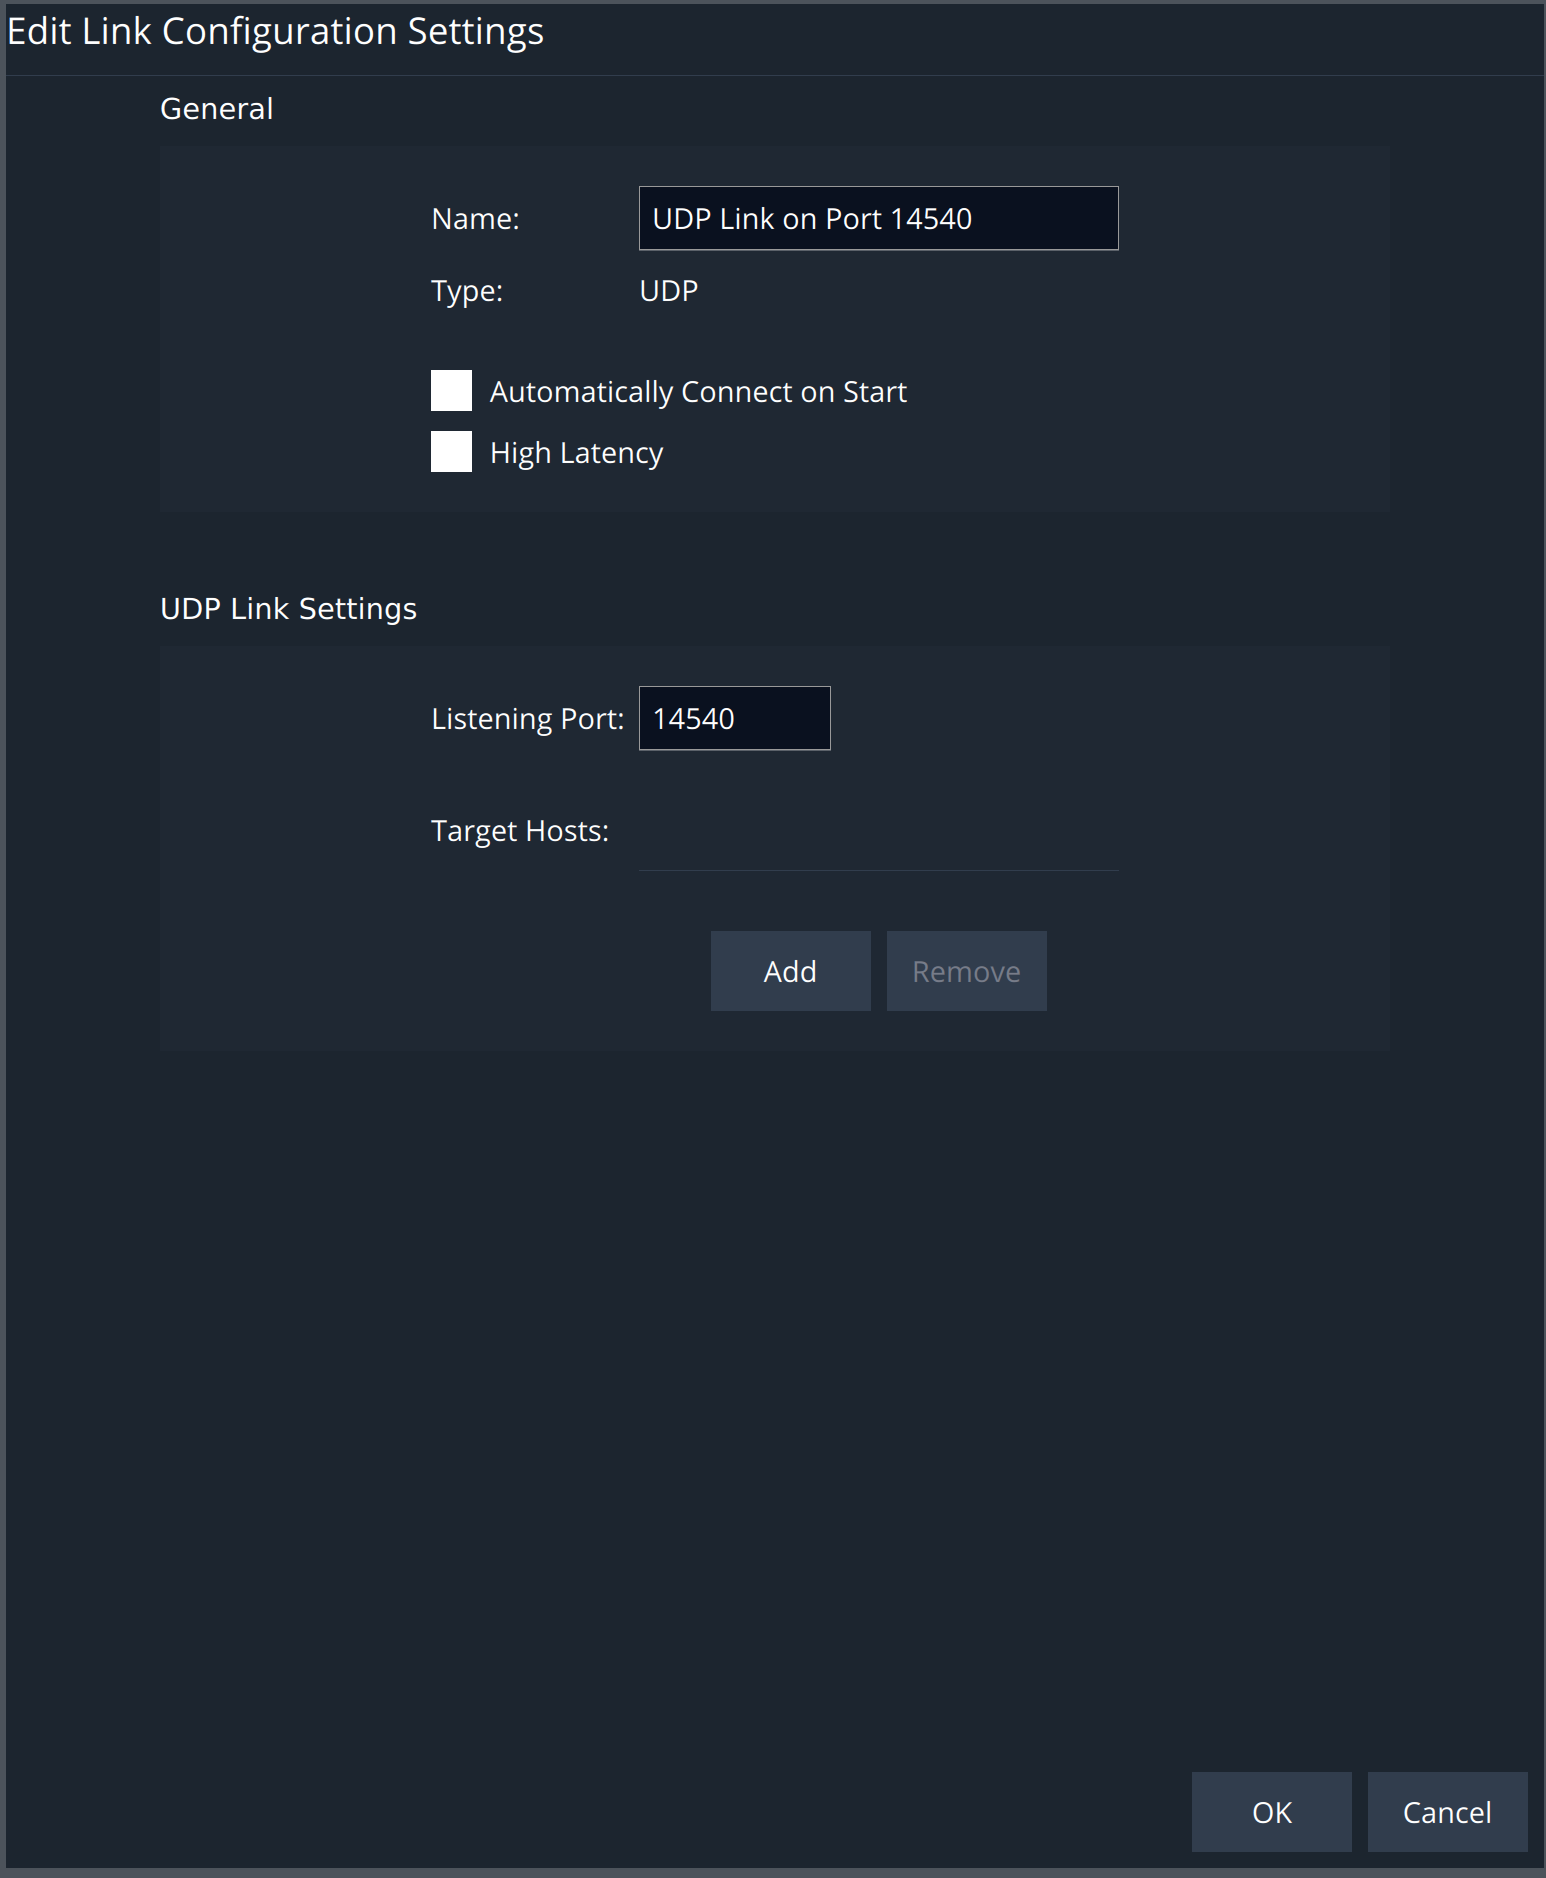 Edit Link Configuration Settings
General
Name: UDP Link on Port 14540
Type: UDP
Automatically Connect on Start
High Latency
UDP Link Settings
Listening Port: 14540
Target Hosts:
Add Remove
OK Cancel